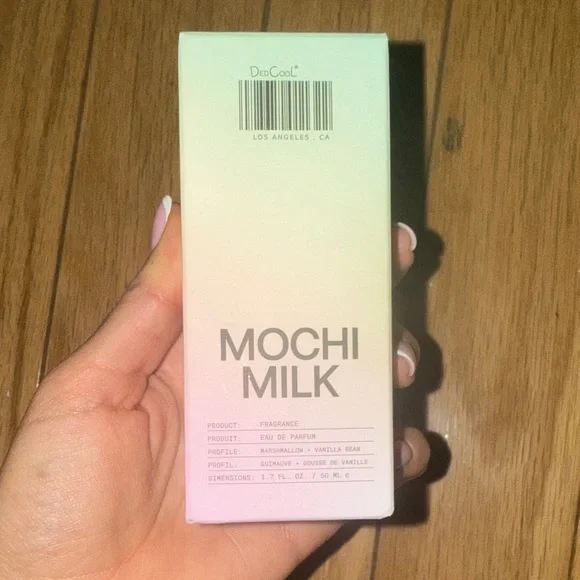 DedCool®
LOS ANGELES . CA
MOCHI
MILK
PRODUCT: FRAGRANCE
PRODUIT: EAU DE PARFUM
PROFILE: MARSHMALLOW + VANILLA BEAN
PROFIL: GUIMAUVE + GOUSSE DE VANILLE
DIMENSIONS: 1.7 FL. OZ / 50 ML e